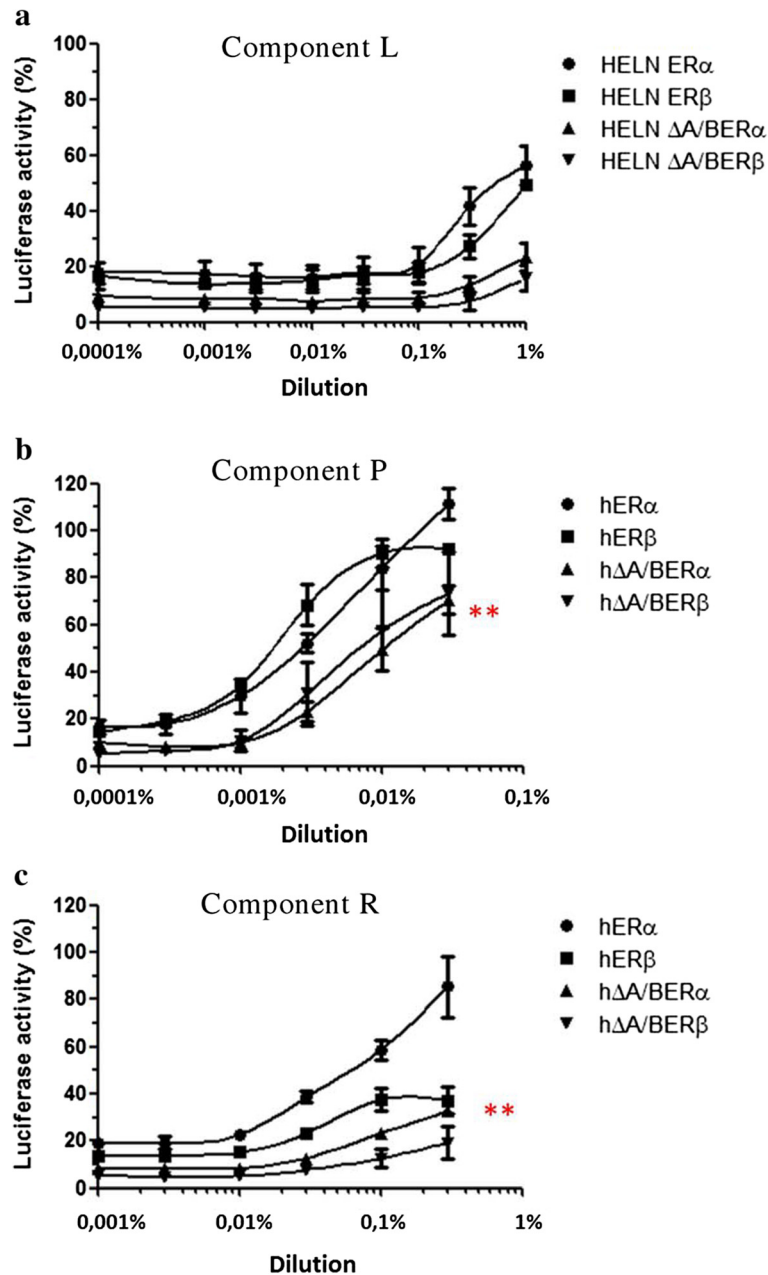 a
Component L
Luciferase activity (%)
100
80
60
40
20
0
0,0001%
0,001%
0,01%
0,1%
1%
Dilution
HELN ERα
HELN ERβ
HELN ΔA/BERα
HELN ΔA/BERβ
b
Component P
Luciferase activity (%)
120
100
80
60
40
20
0
0,0001%
0,001%
0,01%
0,1%
Dilution
hERα
hERβ
hΔA/BERα
hΔA/BERβ
**
c
Component R
Luciferase activity (%)
120
100
80
60
40
20
0
0,001%
0,01%
0,1%
1%
Dilution
hERα
hERβ
hΔA/BERα
hΔA/BERβ
**